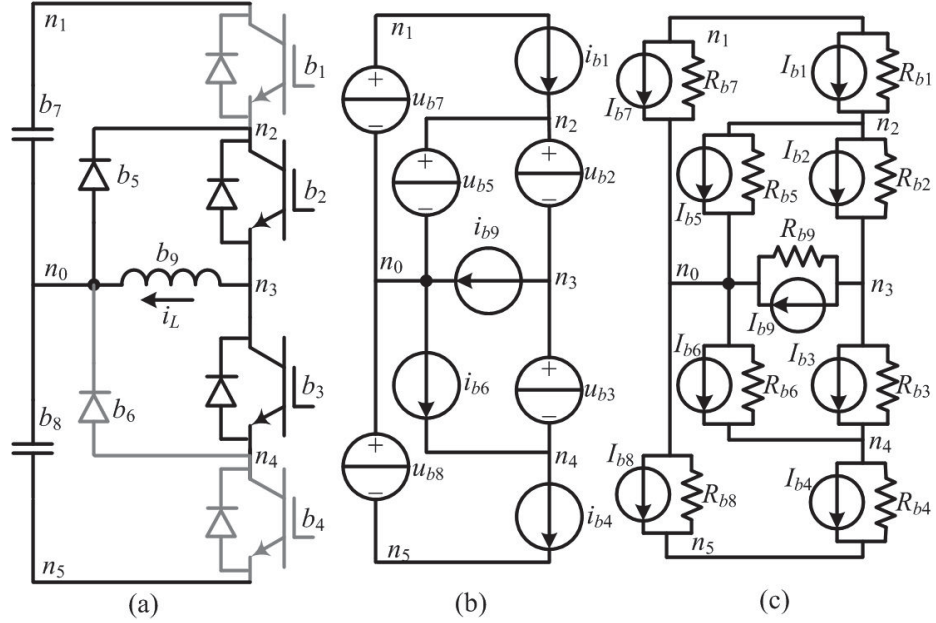 n1
b1
b7
n2
b5
b2
n0
b9
n3
iL
b3
b8
b6
n4
b4
n5
(a)
n1
ib1
+
ub7
−
n2
+
ub5
−
+
ub2
−
ib9
n0
n3
ib6
+
ub3
−
+
ub8
−
n4
ib4
n5
(b)
n1
Ib1
Rb1
Rb7
Ib7
n2
Ib2
Rb2
Rb5
Ib5
Rb9
n0
n3
Ib9
Ib6
Rb6
Ib3
Rb3
n4
Ib8
Rb8
Ib4
Rb4
n5
(c)